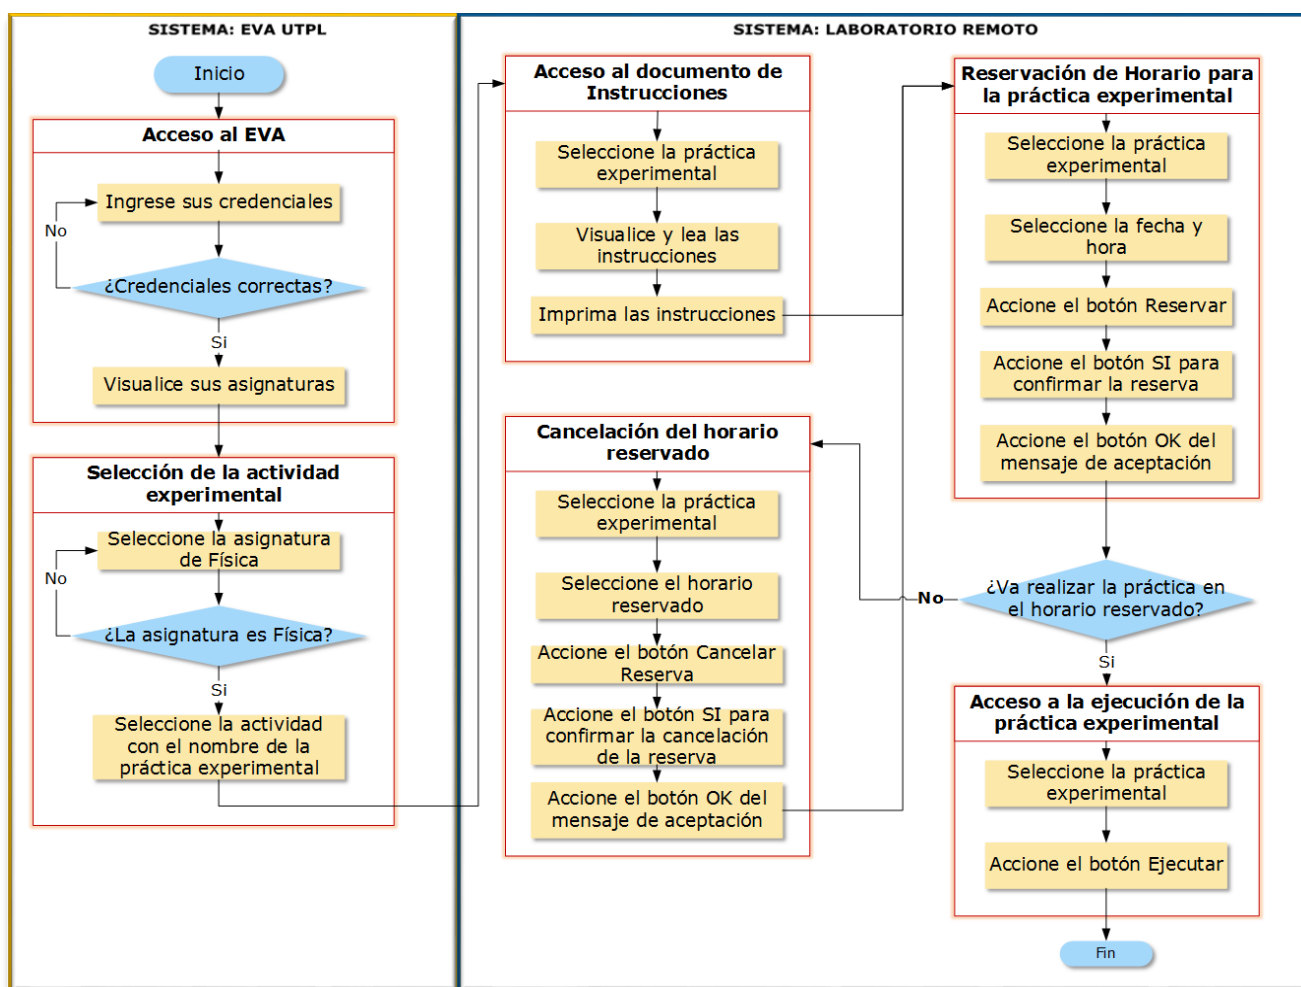 SISTEMA: EVA UTPL
Inicio
Acceso al EVA
Ingrese sus credenciales
No
¿Credenciales correctas?
Si
Visualice sus asignaturas
Selección de la actividad
experimental
Seleccione la asignatura
de Física
No
¿La asignatura es Física?
Si
Seleccione la actividad
con el nombre de la
práctica experimental
SISTEMA: LABORATORIO REMOTO
Acceso al documento de
Instrucciones
Seleccione la práctica
experimental
Visualice y lea las
instrucciones
Imprima las instrucciones
Reservación de Horario para
la práctica experimental
Seleccione la práctica
experimental
Seleccione la fecha y
hora
Accione el botón Reservar
Accione el botón SI para
confirmar la reserva
Accione el botón OK del
mensaje de aceptación
¿Va realizar la práctica en
el horario reservado?
No
Si
Cancelación del horario
reservado
Seleccione la práctica
experimental
Seleccione el horario
reservado
Accione el botón Cancelar
Reserva
Accione el botón SI para
confirmar la cancelación
de la reserva
Accione el botón OK del
mensaje de aceptación
Acceso a la ejecución de la
práctica experimental
Seleccione la práctica
experimental
Accione el botón Ejecutar
Fin